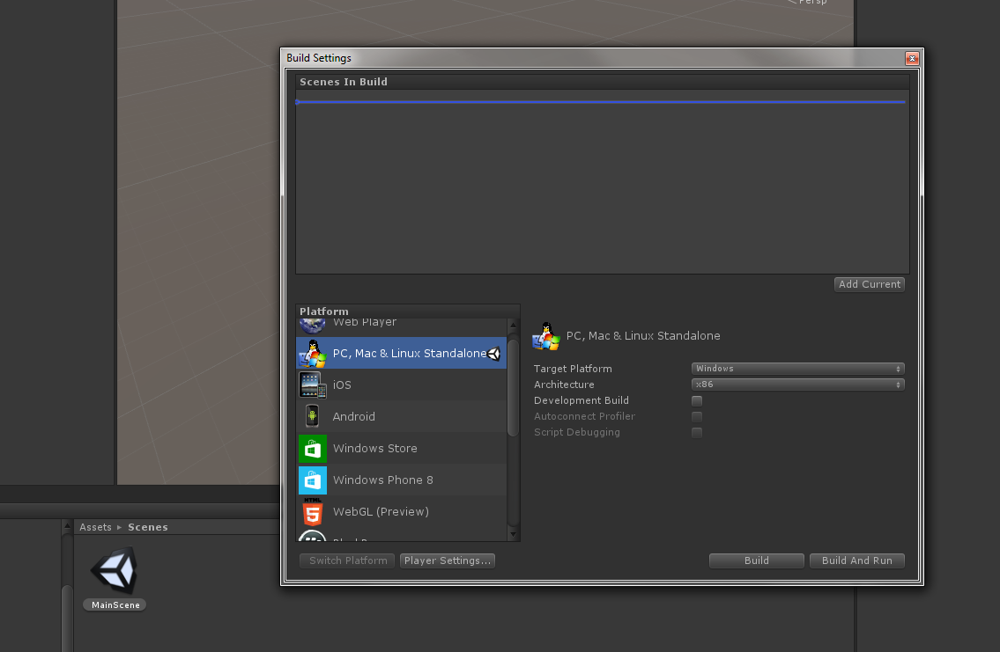 Persp
Build Settings
Scenes In Build
Add Current
Platform
Web Player
PC, Mac & Linux Standalone
iOS
Android
Windows Store
Windows Phone 8
HTML
5
WebGL (Preview)
PC, Mac & Linux Standalone
Target Platform Windows
Architecture x86
Development Build
Autoconnect Profiler
Script Debugging
Switch Platform Player Settings... Build Build And Run
Assets ▸ Scenes
MainScene